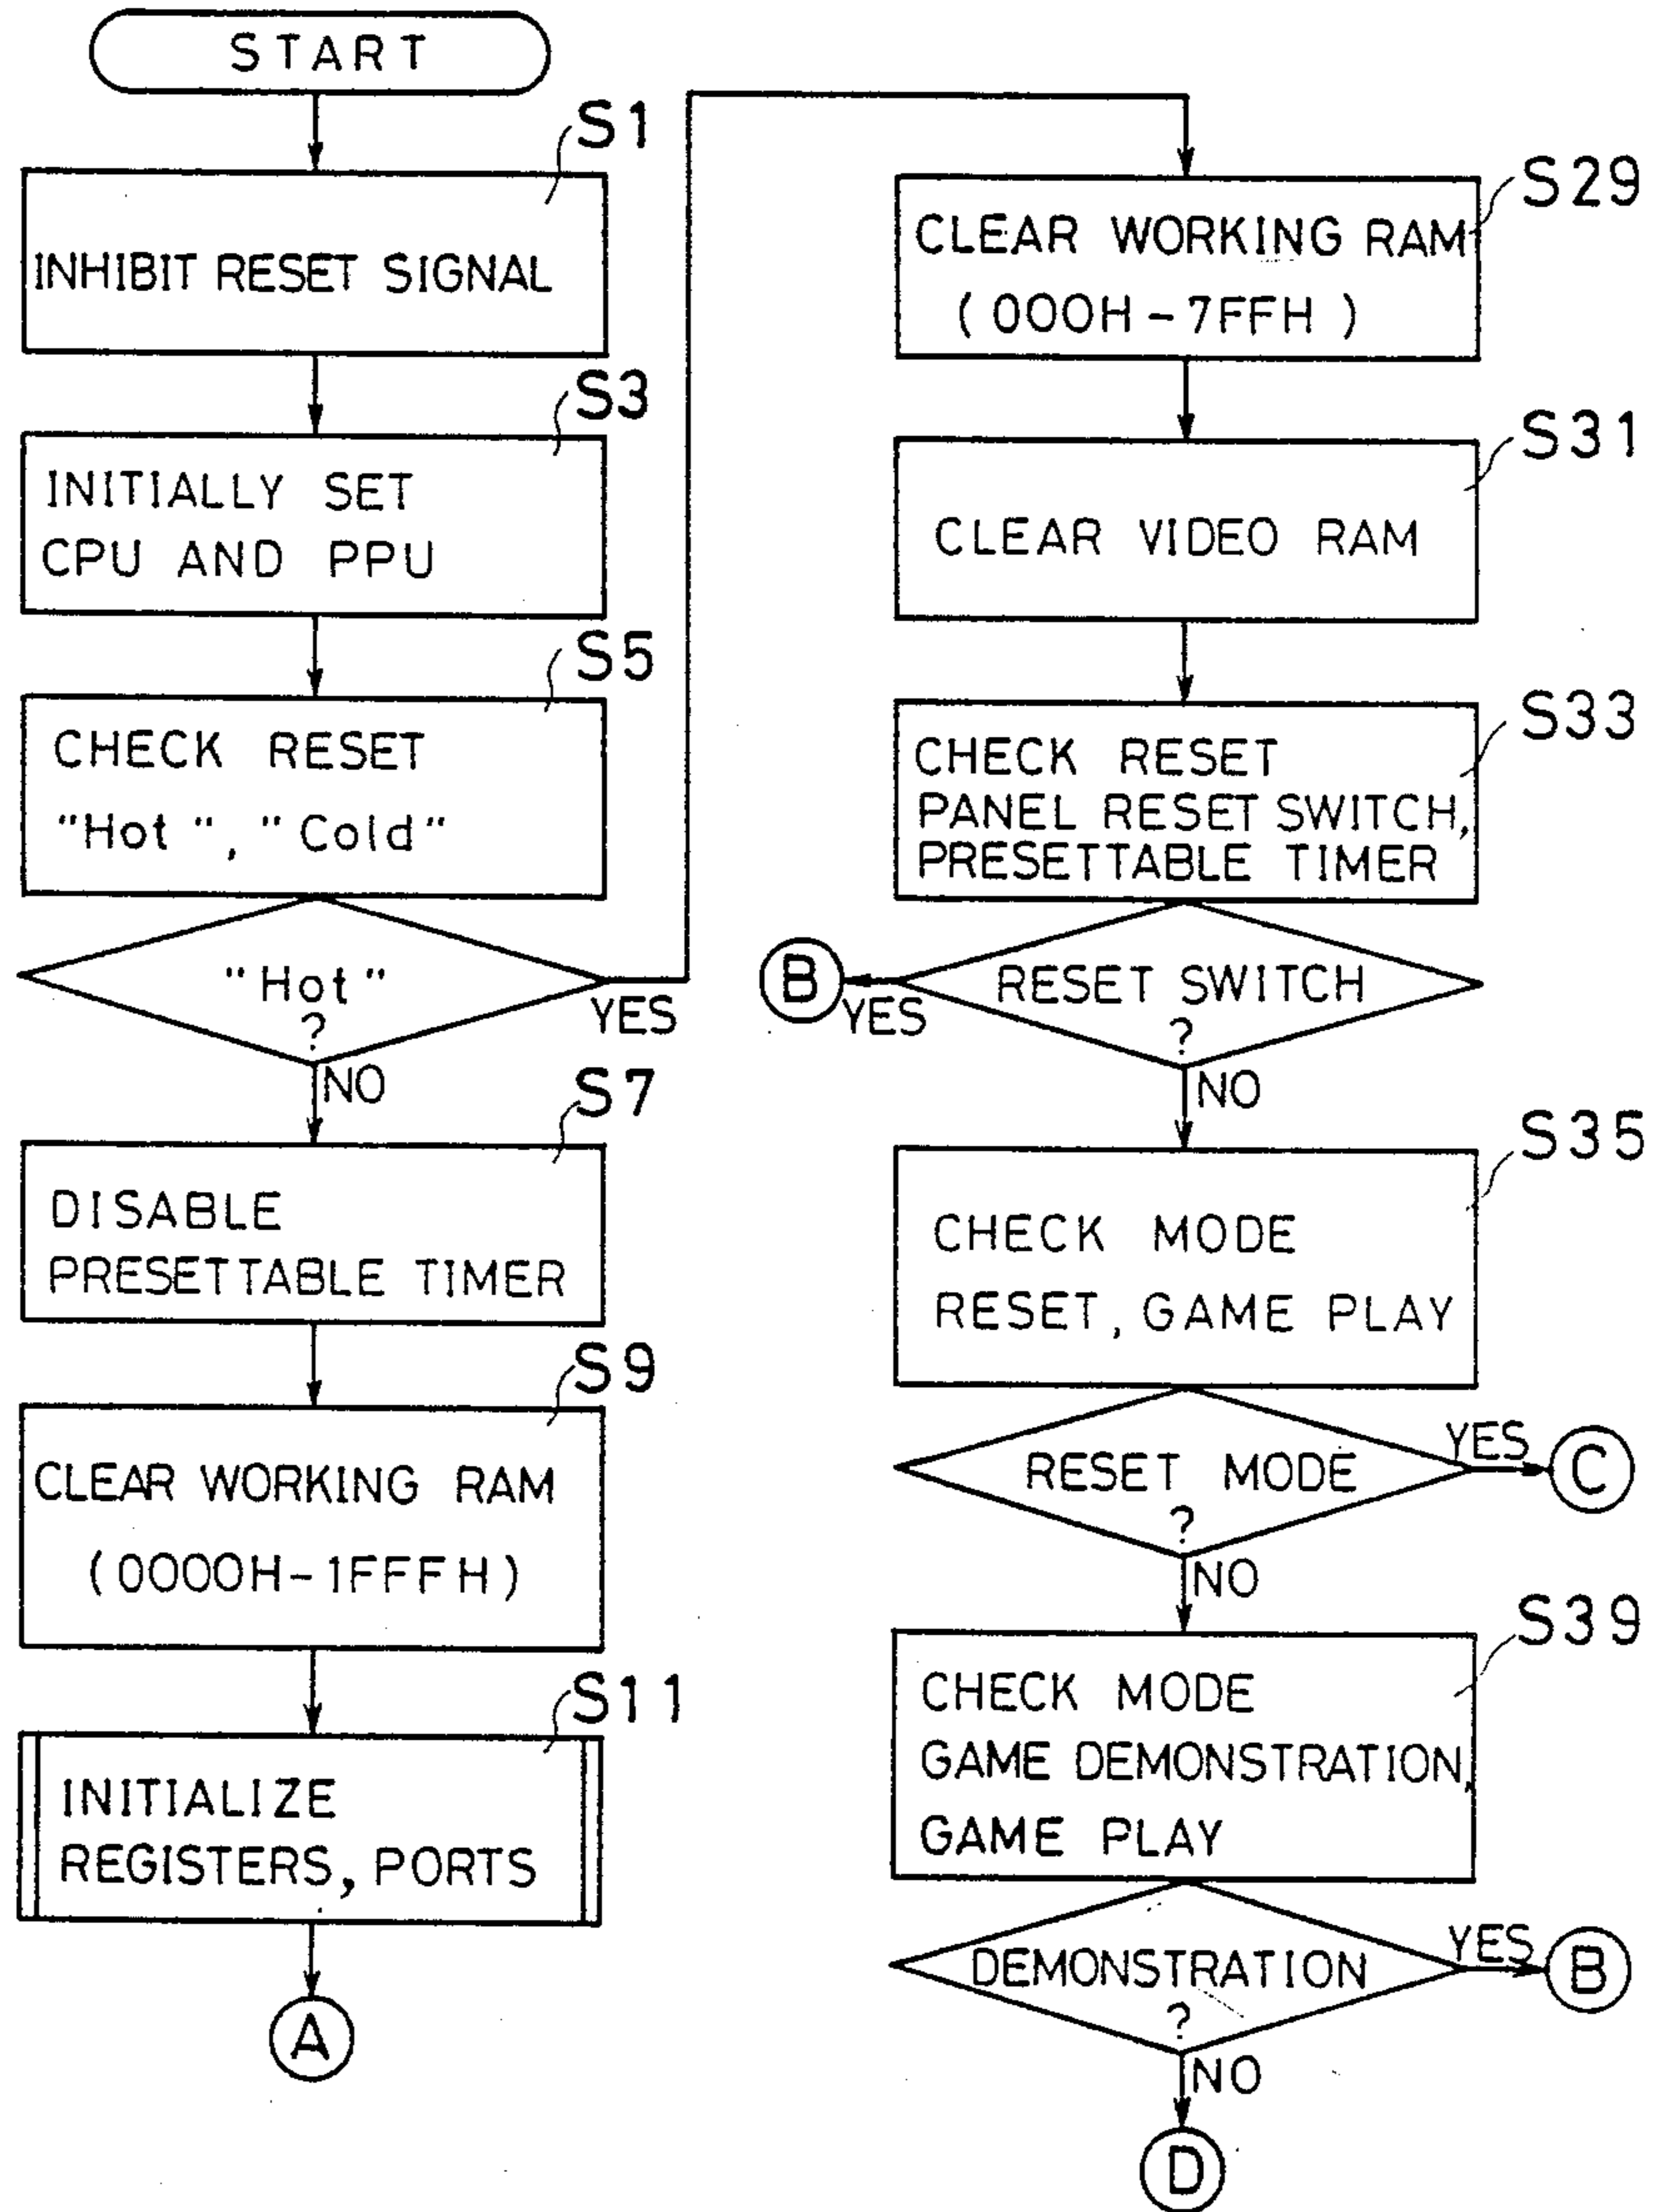 START
S1
INHIBIT RESET SIGNAL
S3
INITIALLY SET
CPU AND PPU
S5
CHECK RESET
"Hot", "Cold"
"Hot"
?
YES
NO
S7
DISABLE
PRESETTABLE TIMER
S9
CLEAR WORKING RAM
(0000H-1FFFH)
S11
INITIALIZE
REGISTERS, PORTS
A
S29
CLEAR WORKING RAM
(000H-7FFH)
S31
CLEAR VIDEO RAM
S33
CHECK RESET
PANEL RESET SWITCH,
PRESETTABLE TIMER
RESET SWITCH
?
B
YES
NO
S35
CHECK MODE
RESET, GAME PLAY
RESET MODE
?
YES
C
NO
S39
CHECK MODE
GAME DEMONSTRATION,
GAME PLAY
DEMONSTRATION
?
YES
B
NO
D